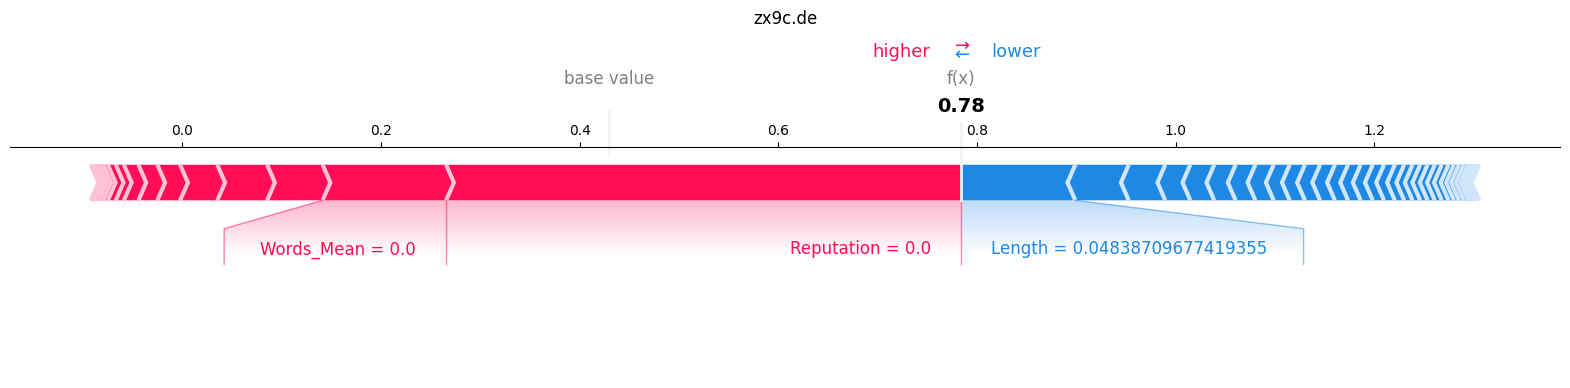 zx9c.de
higher ⇄ lower
base value f(x)
0.78
0.0 0.2 0.4 0.6 0.8 1.0 1.2
Words_Mean = 0.0 Reputation = 0.0 Length = 0.04838709677419355